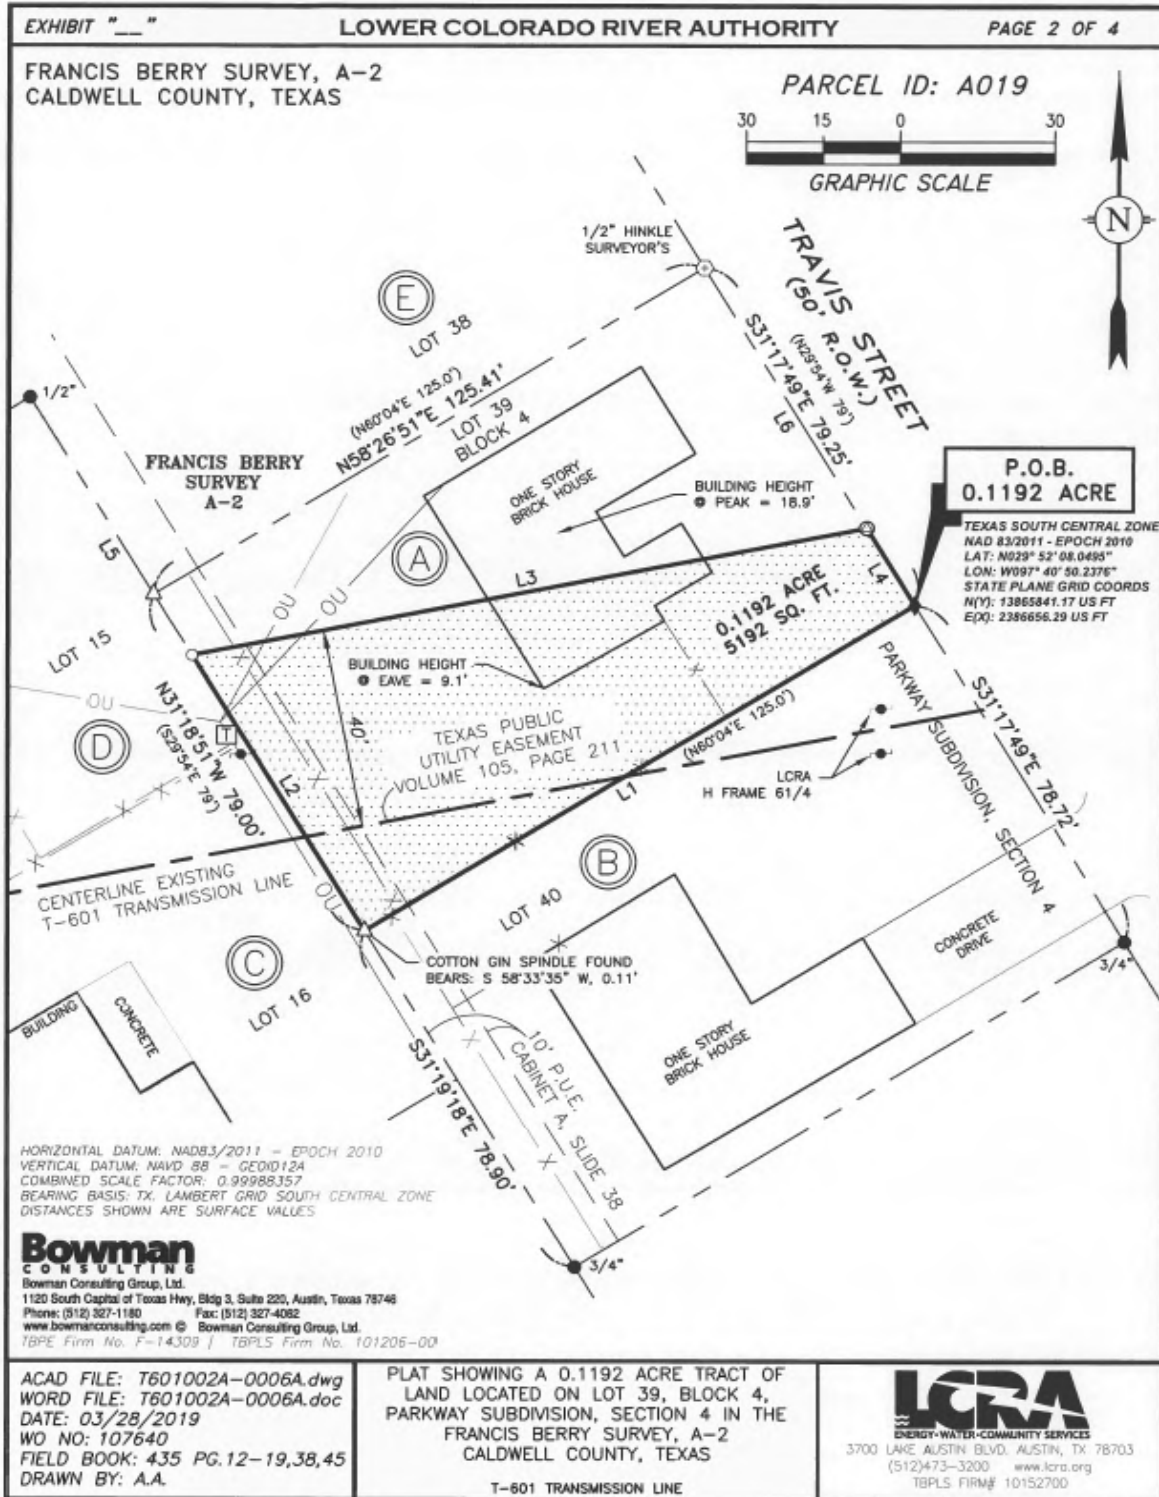 EXHIBIT "__"
LOWER COLORADO RIVER AUTHORITY
PAGE 2 OF 4
FRANCIS BERRY SURVEY, A-2
CALDWELL COUNTY, TEXAS
PARCEL ID: A019
30 15 0 30
GRAPHIC SCALE
N
1/2" HINKLE
SURVEYOR'S
TRAVIS STREET
(50' R.O.W.)
(N29°54'W 79')
S31°17'49"E 79.25'
L6
E
LOT 38
(N60°04'E 125.0')
N58°26'51"E 125.41'
LOT 39
BLOCK 4
1/2"
FRANCIS BERRY
SURVEY
A-2
L5
ONE STORY
BRICK HOUSE
BUILDING HEIGHT
@ PEAK = 18.9'
P.O.B.
0.1192 ACRE
TEXAS SOUTH CENTRAL ZONE
NAD 83/2011 - EPOCH 2010
LAT: N029° 52' 08.0495"
LON: W097° 40' 50.2376"
STATE PLANE GRID COORDS
N(Y): 13865841.17 US FT
E(X): 2386656.29 US FT
A
L3
L4
OU
OU
0.1192 ACRE
5192 SQ. FT.
LOT 15
OU
BUILDING HEIGHT
@ EAVE = 9.1'
40'
T
D
N31°18'51"W 79.00'
(S29°54'E 79')
L2
TEXAS PUBLIC
UTILITY EASEMENT
VOLUME 105, PAGE 211
(N60°04'E 125.0')
L1
PARKWAY SUBDIVISION, SECTION 4
S31°17'49"E 78.72'
LCRA
H FRAME 61/4
CENTERLINE EXISTING
T-601 TRANSMISSION LINE
OU
B
LOT 40
C
LOT 16
COTTON GIN SPINDLE FOUND
BEARS: S 58°33'35" W, 0.11'
CONCRETE
DRIVE
3/4"
BUILDING
CONCRETE
ONE STORY
BRICK HOUSE
10' P.U.E.
CABINET A, SLIDE 38
S31°19'18"E 78.90'
3/4"
HORIZONTAL DATUM: NAD83/2011 - EPOCH 2010
VERTICAL DATUM: NAVD 88 - GEOID12A
COMBINED SCALE FACTOR: 0.99988357
BEARING BASIS: TX. LAMBERT GRID SOUTH CENTRAL ZONE
DISTANCES SHOWN ARE SURFACE VALUES
Bowman
CONSULTING
Bowman Consulting Group, Ltd.
1120 South Capital of Texas Hwy, Bldg 3, Suite 220, Austin, Texas 78746
Phone: (512) 327-1180 Fax: (512) 327-4062
www.bowmanconsulting.com © Bowman Consulting Group, Ltd.
TBPE Firm No. F-14309 | TBPLS Firm No. 101206-00
ACAD FILE: T601002A-0006A.dwg
WORD FILE: T601002A-0006A.doc
DATE: 03/28/2019
WO NO: 107640
FIELD BOOK: 435 PG.12-19,38,45
DRAWN BY: A.A.
PLAT SHOWING A 0.1192 ACRE TRACT OF
LAND LOCATED ON LOT 39, BLOCK 4,
PARKWAY SUBDIVISION, SECTION 4 IN THE
FRANCIS BERRY SURVEY, A-2
CALDWELL COUNTY, TEXAS
T-601 TRANSMISSION LINE
LCRA
ENERGY•WATER•COMMUNITY SERVICES
3700 LAKE AUSTIN BLVD. AUSTIN, TX 78703
(512)473-3200 www.lcra.org
TBPLS FIRM# 10152700